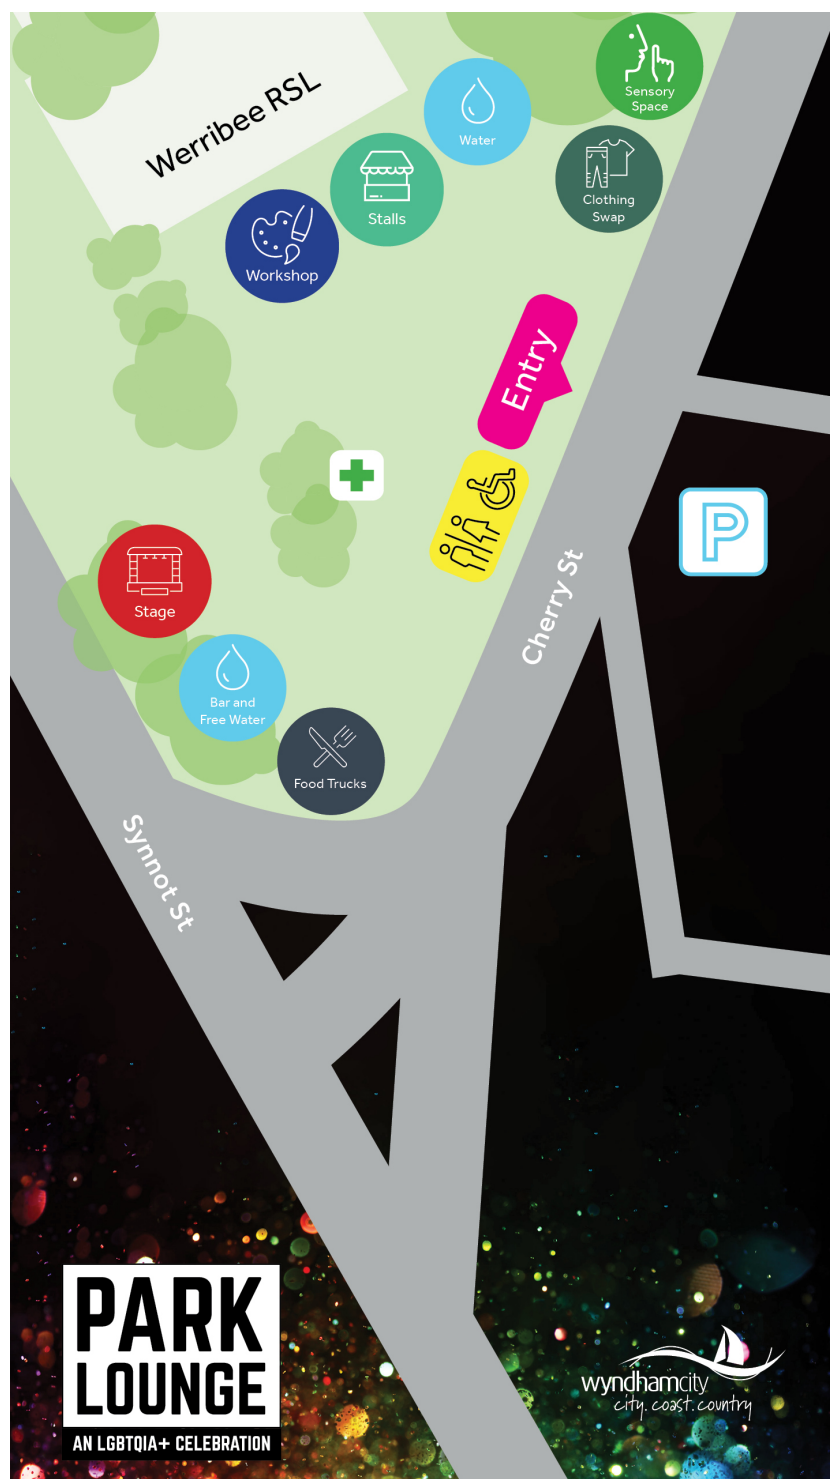 Werribee RSL
Sensory
Space
Water
Clothing
Swap
Stalls
Workshop
Entry
P
Cherry St
Stage
Bar and
Free Water
Food Trucks
Synnot St
PARK
LOUNGE
AN LGBTQIA+ CELEBRATION
wyndhamcity
city. coast. country